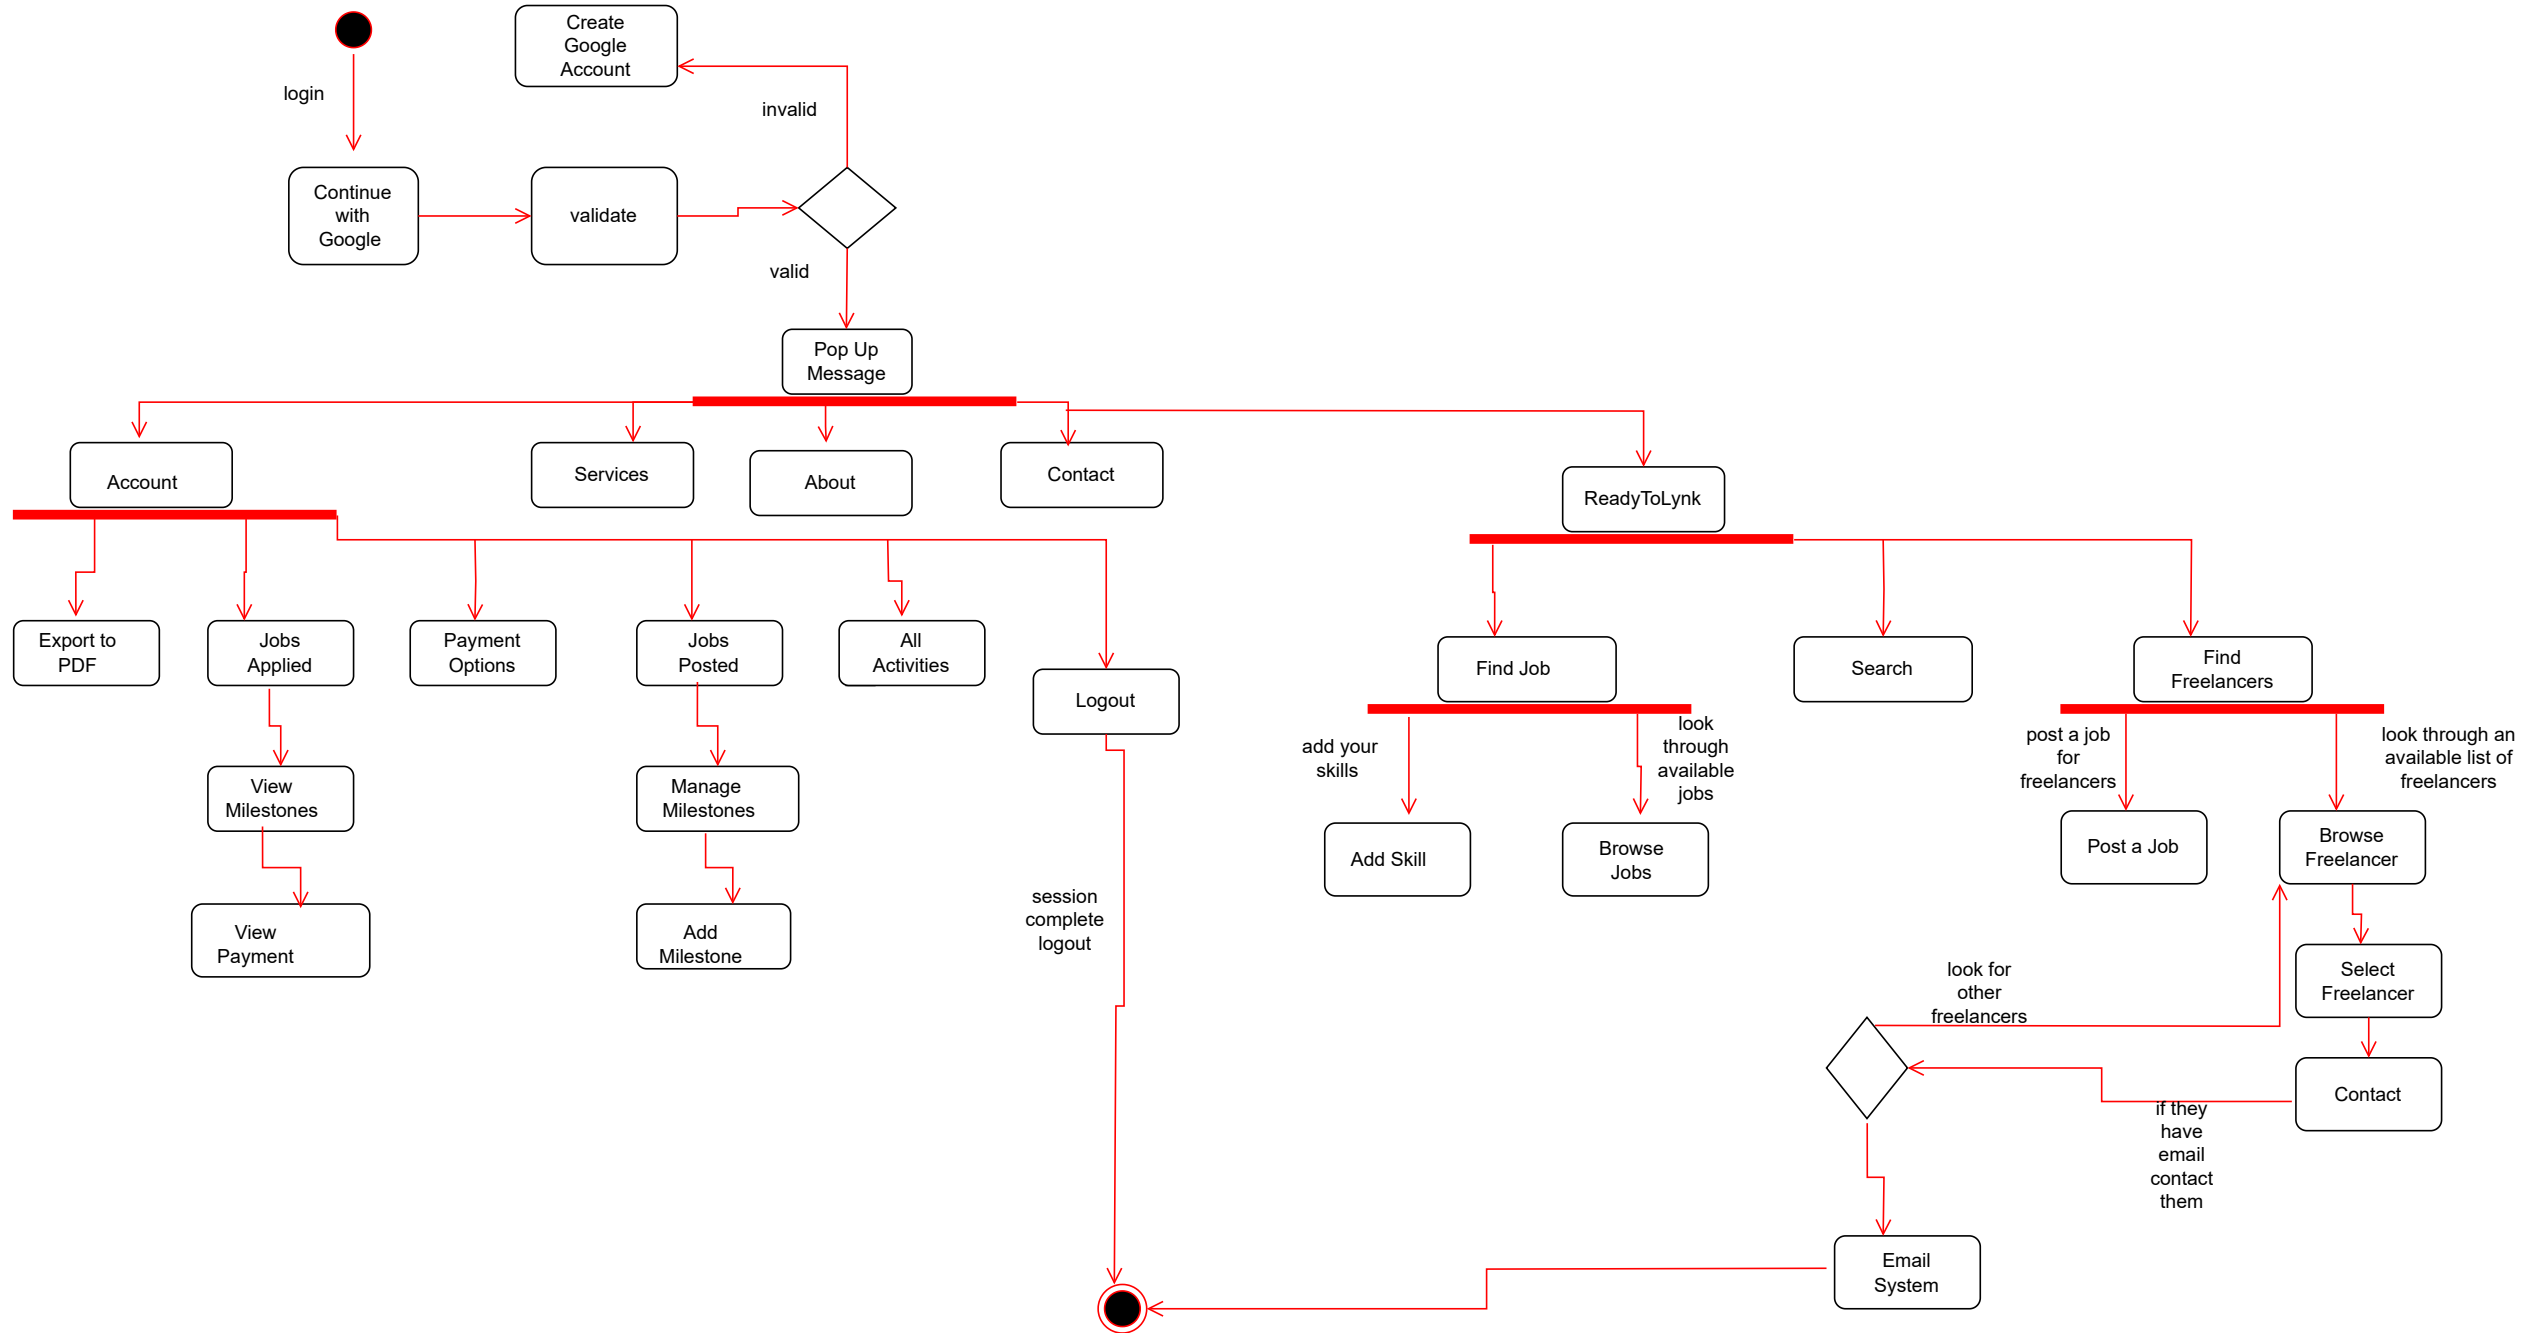 Create
Google
Account
login
invalid
Continue
with
Google
validate
valid
Pop Up
Message
Account
Services
About
Contact
ReadyToLynk
Export to
PDF
Jobs
Applied
Payment
Options
Jobs
Posted
All
Activities
Logout
Find Job
Search
Find
Freelancers
View
Milestones
Manage
Milestones
add your
skills
look
through
available
jobs
post a job
for
freelancers
look through an
available list of
freelancers
Add Skill
Browse
Jobs
Post a Job
Browse
Freelancer
View
Payment
Add
Milestone
session
complete
logout
look for
other
freelancers
Select
Freelancer
Contact
if they
have
email
contact
them
Email
System